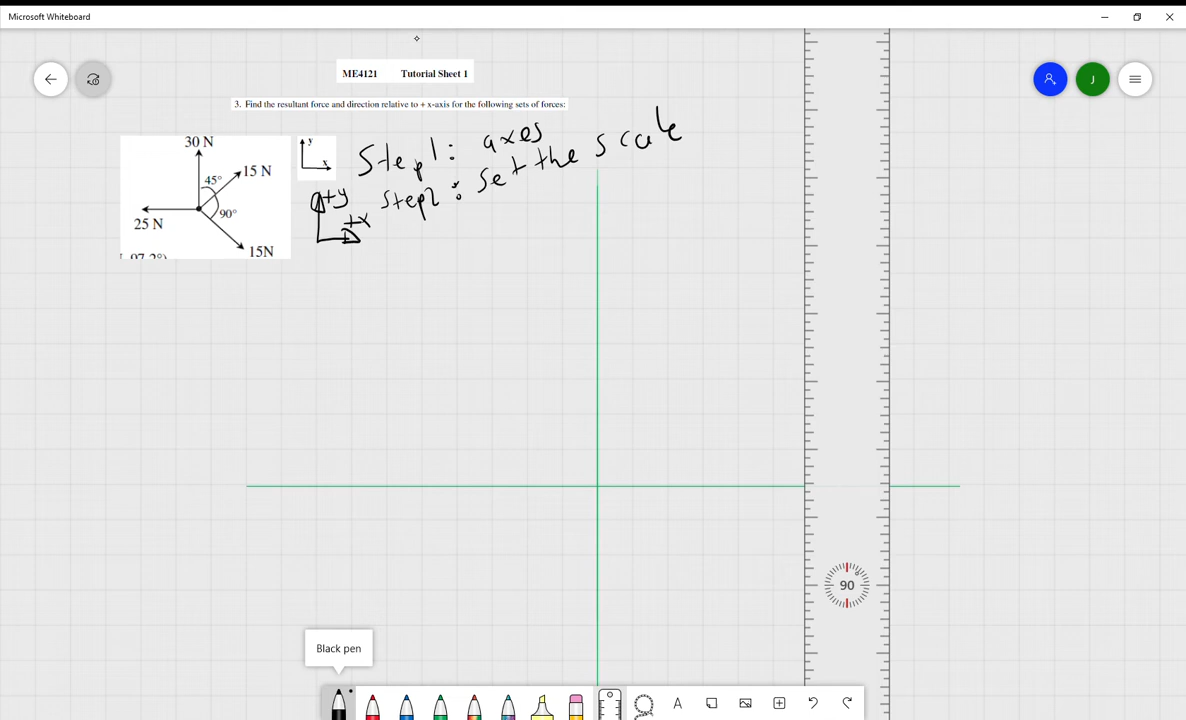 Microsoft Whiteboard
ME4121 Tutorial Sheet 1
J
3. Find the resultant force and direction relative to + x-axis for the following sets of forces:
30 N
15 N
45°
90°
25 N
15N
y
x
Step 1: axes
Step 2: set the scale
+y
+x
90
Black pen
A